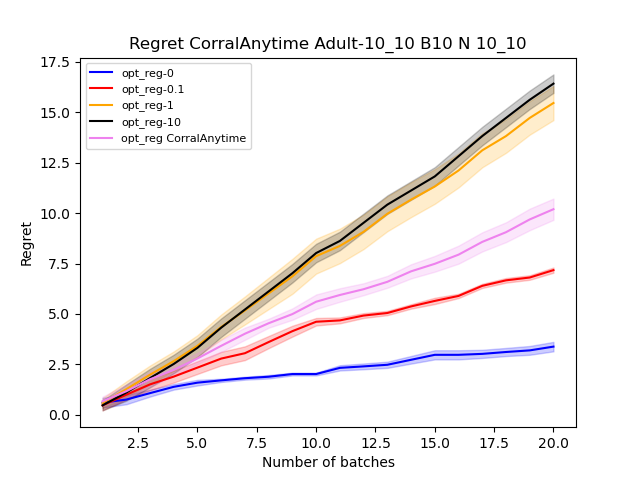 Regret CorralAnytime Adult-10_10 B10 N 10_10
opt_reg-0
opt_reg-0.1
opt_reg-1
opt_reg-10
opt_reg CorralAnytime
Regret
17.5
15.0
12.5
10.0
7.5
5.0
2.5
0.0
2.5 5.0 7.5 10.0 12.5 15.0 17.5 20.0
Number of batches